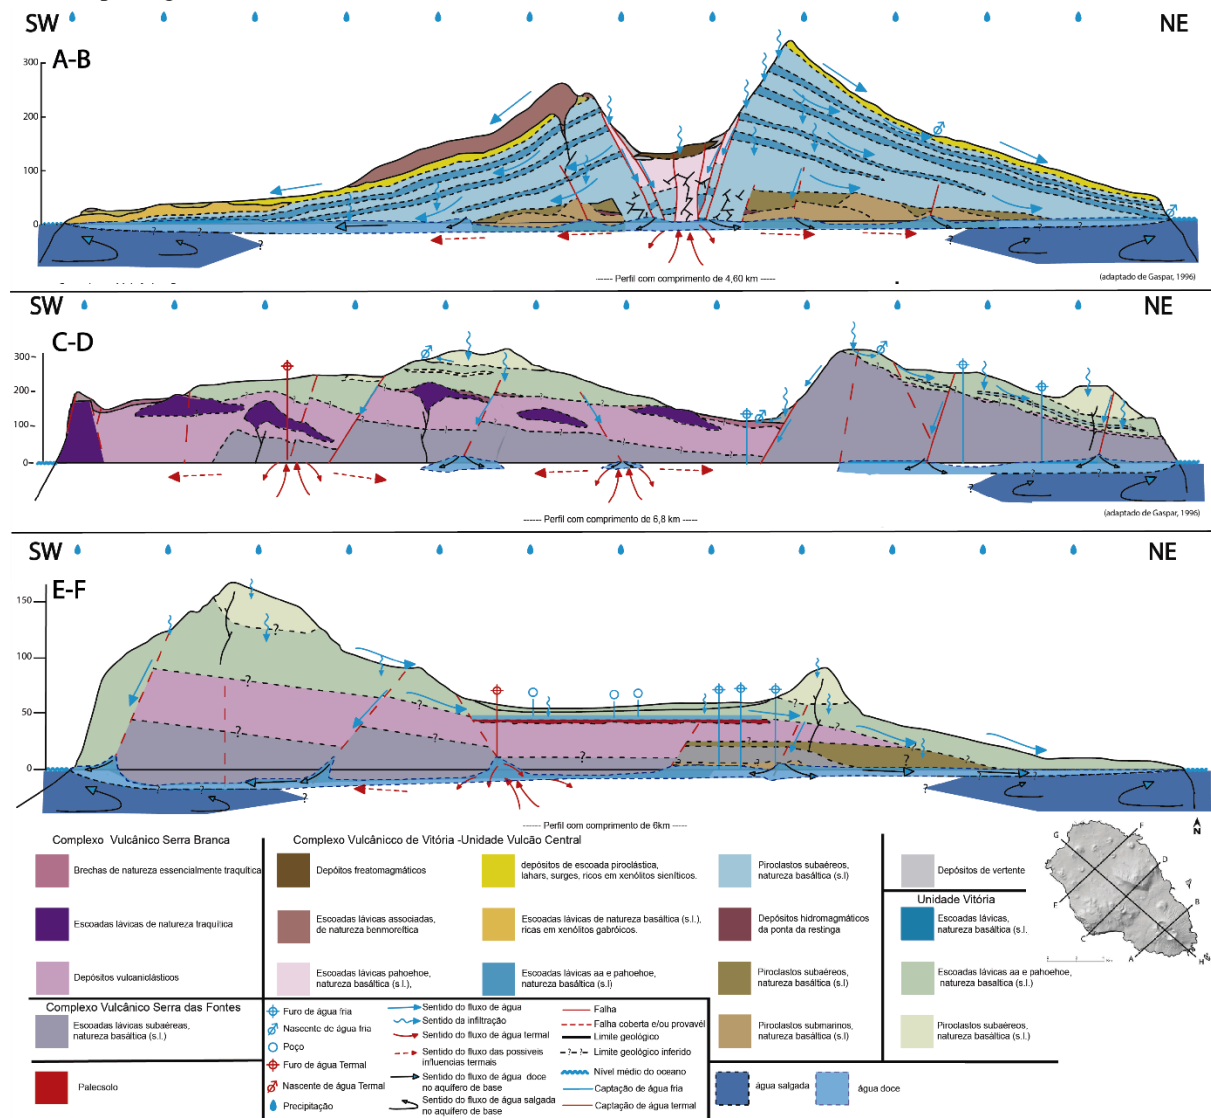 SW
NE
A-B
300
200
100
0
?
?
?
?
?
------ Perfil com comprimento de 4,60 km -----
(adaptado de Gaspar, 1996)
SW
NE
C-D
300
200
100
0
?
------ Perfil com comprimento de 6,8 km -----
(adaptado de Gaspar, 1996)
SW
NE
E-F
150
100
50
0
?
?
?
?
?
?
------ Perfil com comprimento de 6km ------
Complexo Vulcânico Serra Branca
Brechas de natureza essencialmente traquítica
Escoadas lávicas de natureza traquítica
Depósitos vulcaniclásticos
Complexo Vulcânico Serra das Fontes
Escoadas lávicas subaéreas,
natureza basáltica (s.l.)
Patecsolo
Complexo Vulcânicco de Vitória -Unidade Vulcão Central
Depóitos freatomagmáticos
Escoadas lávicas associadas,
de natureza benmoreítica
Escoadas lávicas pahoehoe,
natureza basáltica (s.l.),
depósitos de escoada piroclástica,
lahars, surges, ricos em xenólitos sieníticos.
Escoadas lávicas de natureza basáltica (s.l.),
ricas em xenólitos gabróicos.
Escoadas lávicas aa e pahoehoe,
natureza basáltica (s.l)
Piroclastos subaéreos,
natureza basáltica (s.l)
Depósitos hidromagmáticos
da ponta da restinga
Piroclastos subaéreos,
natureza basáltica (s.l)
Piroclastos submarinos,
natureza basáltica (s.l)
Depósitos de vertente
Unidade Vitória
Escoadas lávicas,
natureza basáltica (s.l.
Escoadas lávicas aa e pahoehoe,
natureza basáltica (s.l.)
Piroclastos subaéreos,
natureza basáltica (s.l.)
Furo de água fria
Nascente de água fria
Poço
Furo de água Termal
Nascente de água Termal
Precipitação
Sentido do fluxo de água
Sentido da infiltração
Sentido do fluxo de água termal
Sentido do fluxo das possiveis
influencias termais
Sentido do fluxo de água doce
no aquifero de base
Sentido do fluxo de água salgada
no aquifero de base
Falha
Falha coberta e/ou provavél
Limite geológico
Limite geológico inferido
Nível médio do oceano
Captação de água fria
Captação de água termal
água salgada
água doce
N
G
F
D
B
E
C
A
H